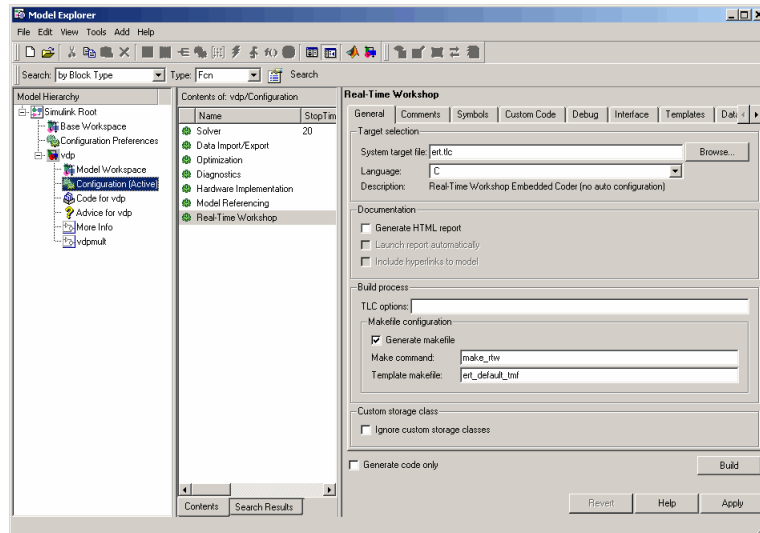 Model Explorer
File Edit View Tools Add Help
Search: by Block Type Type: Fcn Search
Model Hierarchy
Simulink Root
Base Workspace
Configuration Preferences
vdp
Model Workspace
Configuration (Active)
Code for vdp
Advice for vdp
More Info
vdpmult
Contents of: vdp/Configuration
Name StopTim
Solver 20
Data Import/Export
Optimization
Diagnostics
Hardware Implementation
Model Referencing
Real-Time Workshop
Contents Search Results
Real-Time Workshop
General Comments Symbols Custom Code Debug Interface Templates Data
Target selection
System target file: ert.tlc Browse...
Language: C
Description: Real-Time Workshop Embedded Coder (no auto configuration)
Documentation
Generate HTML report
Launch report automatically
Include hyperlinks to model
Build process
TLC options:
Makefile configuration
Generate makefile
Make command: make_rtw
Template makefile: ert_default_tmf
Custom storage class
Ignore custom storage classes
Generate code only Build
Revert Help Apply